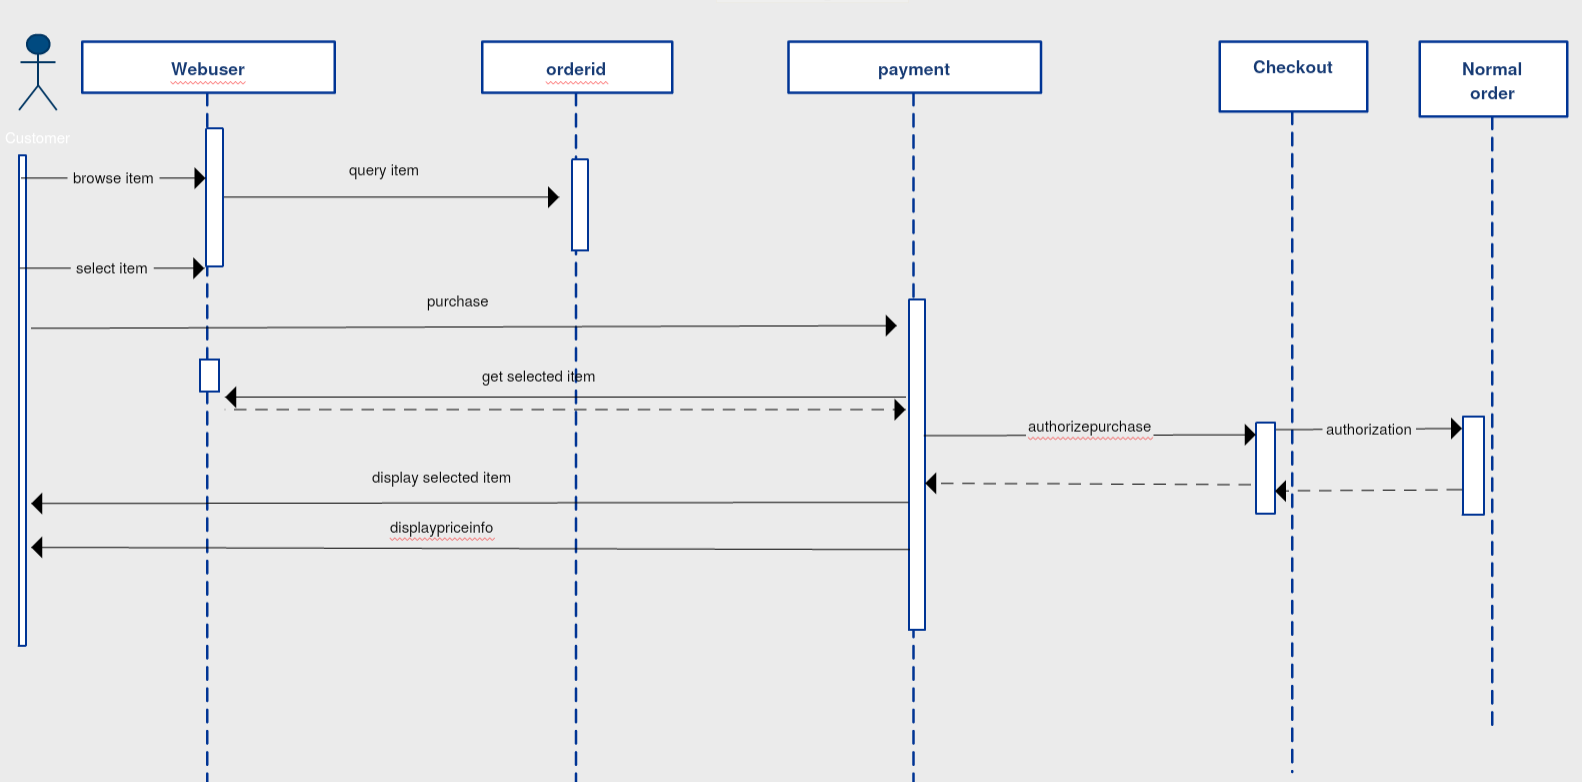 Webuser
orderid
payment
Checkout
Normal
order
Customer
browse item
query item
select item
purchase
get selected item
authorizepurchase
authorization
display selected item
displaypriceinfo